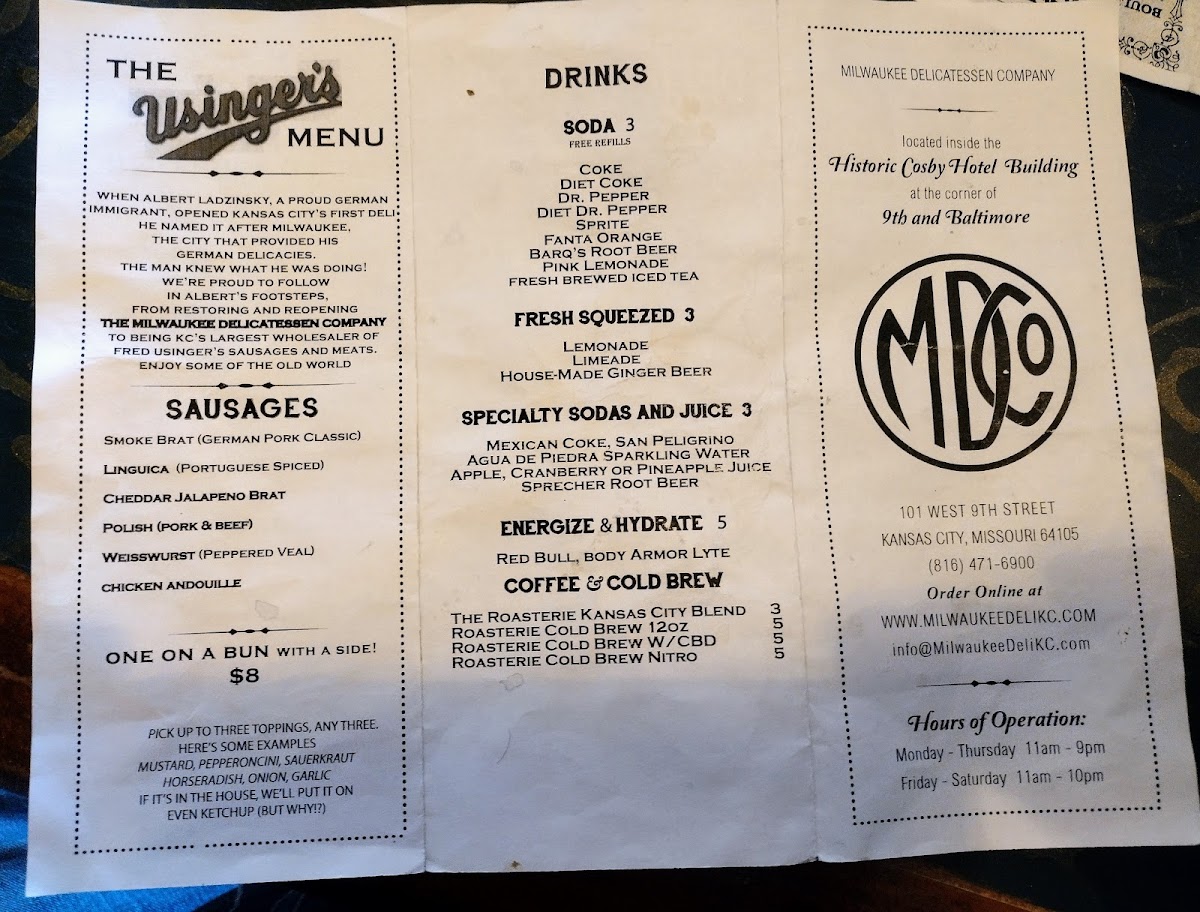 THE
Usinger's
MENU
WHEN ALBERT LADZINSKY, A PROUD GERMAN
IMMIGRANT, OPENED KANSAS CITY'S FIRST DELI
HE NAMED IT AFTER MILWAUKEE,
THE CITY THAT PROVIDED HIS
GERMAN DELICACIES.
THE MAN KNEW WHAT HE WAS DOING!
WE'RE PROUD TO FOLLOW
IN ALBERT'S FOOTSTEPS,
FROM RESTORING AND REOPENING
THE MILWAUKEE DELICATESSEN COMPANY
TO BEING KC'S LARGEST WHOLESALER OF
FRED USINGER'S SAUSAGES AND MEATS.
ENJOY SOME OF THE OLD WORLD
SAUSAGES
SMOKE BRAT (GERMAN PORK CLASSIC)
LINGUICA (PORTUGUESE SPICED)
CHEDDAR JALAPENO BRAT
POLISH (PORK & BEEF)
WEISSWURST (PEPPERED VEAL)
CHICKEN ANDOUILLE
ONE ON A BUN WITH A SIDE!
$8
PICK UP TO THREE TOPPINGS, ANY THREE.
HERE'S SOME EXAMPLES
MUSTARD, PEPPERONCINI, SAUERKRAUT
HORSERADISH, ONION, GARLIC
IF IT'S IN THE HOUSE, WE'LL PUT IT ON
EVEN KETCHUP (BUT WHY!?)
DRINKS
SODA 3
FREE REFILLS
COKE
DIET COKE
DR. PEPPER
DIET DR. PEPPER
SPRITE
FANTA ORANGE
BARQ'S ROOT BEER
PINK LEMONADE
FRESH BREWED ICED TEA
FRESH SQUEEZED 3
LEMONADE
LIMEADE
HOUSE-MADE GINGER BEER
SPECIALTY SODAS AND JUICE 3
MEXICAN COKE, SAN PELIGRINO
AGUA DE PIEDRA SPARKLING WATER
APPLE, CRANBERRY OR PINEAPPLE JUICE
SPRECHER ROOT BEER
ENERGIZE & HYDRATE 5
RED BULL, BODY ARMOR LYTE
COFFEE & COLD BREW
THE ROASTERIE KANSAS CITY BLEND 3
ROASTERIE COLD BREW 12OZ 5
ROASTERIE COLD BREW W/CBD 5
ROASTERIE COLD BREW NITRO 5
MILWAUKEE DELICATESSEN COMPANY
located inside the
Historic Cosby Hotel Building
at the corner of
9th and Baltimore
MDCo
101 WEST 9TH STREET
KANSAS CITY, MISSOURI 64105
(816) 471-6900
Order Online at
WWW.MILWAUKEEDELIKC.COM
info@MilwaukeeDeliKC.com
Hours of Operation:
Monday - Thursday 11am - 9pm
Friday - Saturday 11am - 10pm